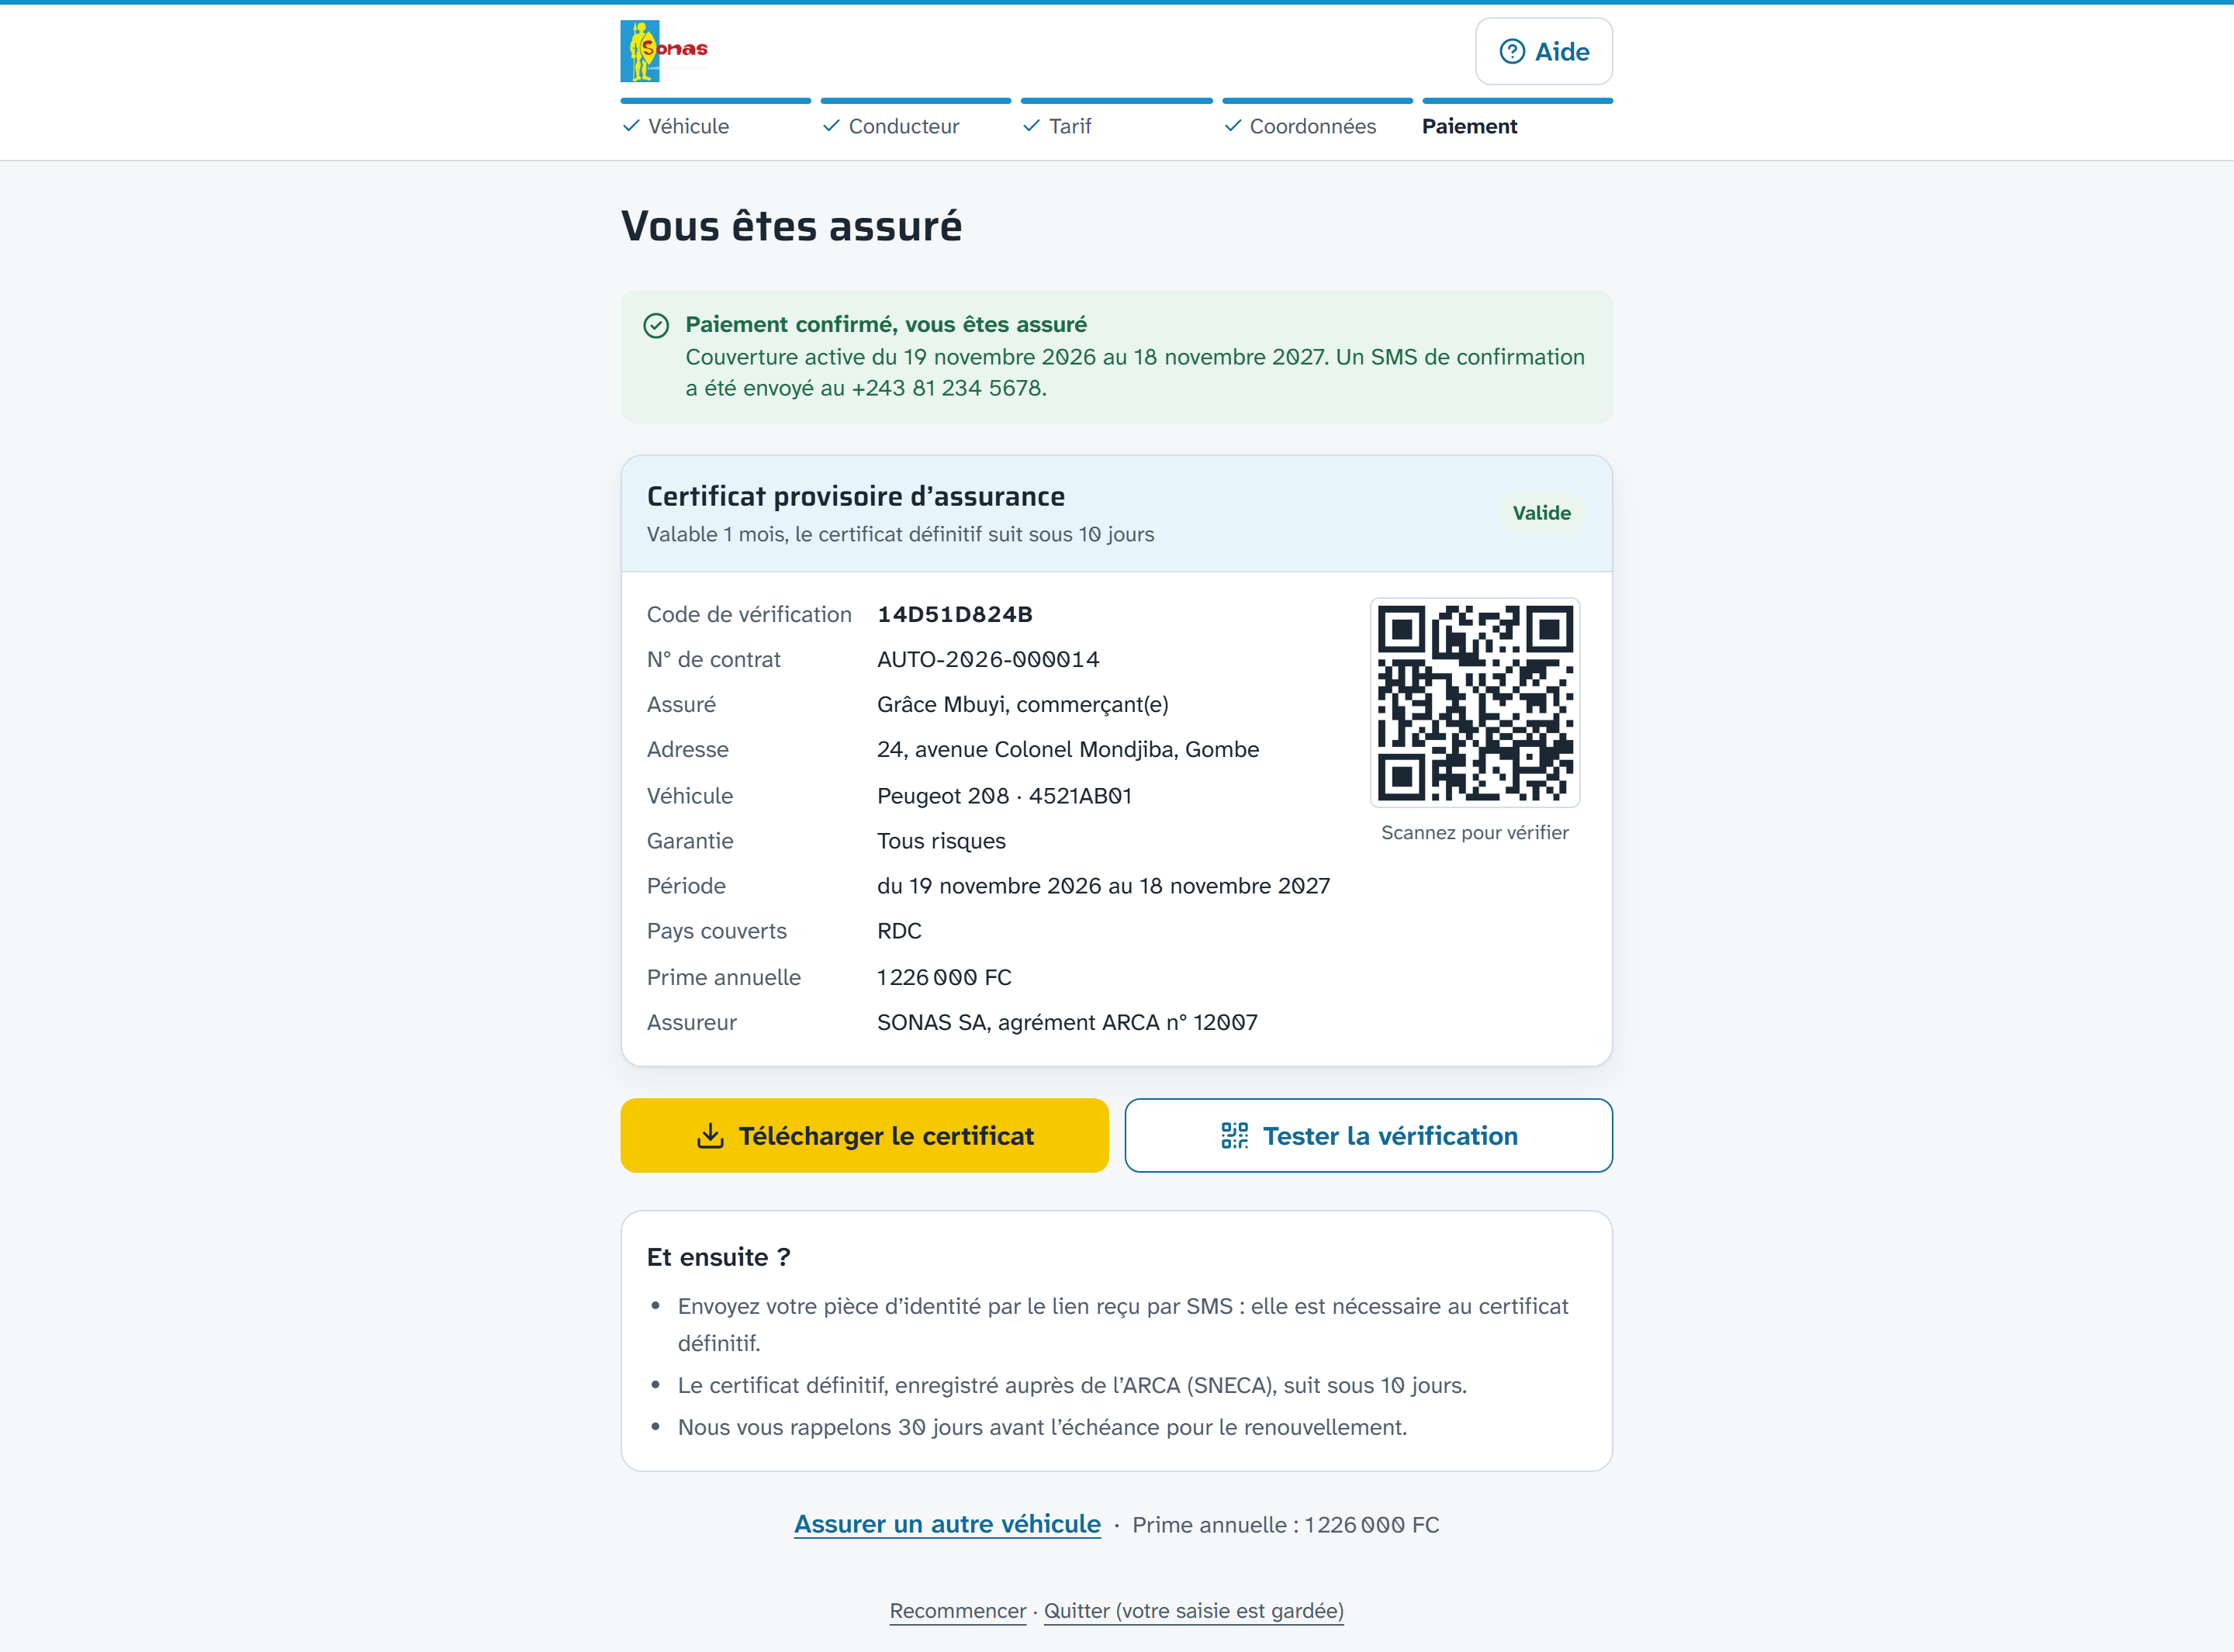 Sonas
Aide
Véhicule
Conducteur
Tarif
Coordonnées
Paiement
Vous êtes assuré
Paiement confirmé, vous êtes assuré
Couverture active du 19 novembre 2026 au 18 novembre 2027. Un SMS de confirmation
a été envoyé au +243 81 234 5678.
Certificat provisoire d’assurance
Valable 1 mois, le certificat définitif suit sous 10 jours
Valide
Code de vérification 14D51D824B
N° de contrat AUTO-2026-000014
Assuré Grâce Mbuyi, commerçant(e)
Adresse 24, avenue Colonel Mondjiba, Gombe
Véhicule Peugeot 208 · 4521AB01
Garantie Tous risques
Période du 19 novembre 2026 au 18 novembre 2027
Pays couverts RDC
Prime annuelle 1 226 000 FC
Assureur SONAS SA, agrément ARCA n° 12007
Scannez pour vérifier
Télécharger le certificat
Tester la vérification
Et ensuite ?
• Envoyez votre pièce d’identité par le lien reçu par SMS : elle est nécessaire au certificat
définitif.
• Le certificat définitif, enregistré auprès de l’ARCA (SNECA), suit sous 10 jours.
• Nous vous rappelons 30 jours avant l’échéance pour le renouvellement.
Assurer un autre véhicule · Prime annuelle : 1 226 000 FC
Recommencer · Quitter (votre saisie est gardée)